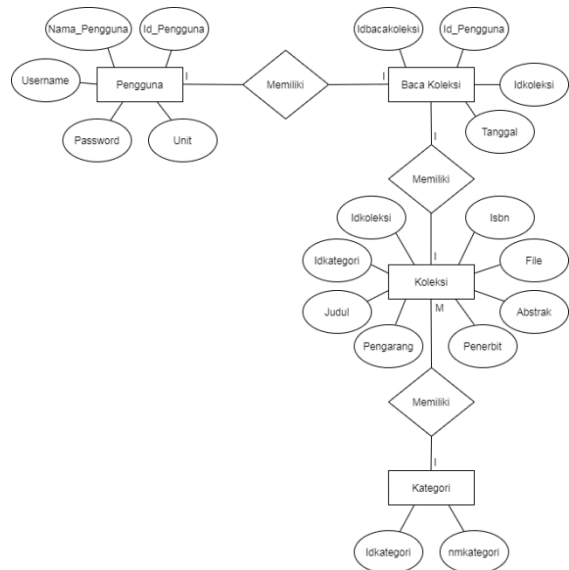 Nama_Pengguna
Id_Pengguna
Idbacakoleksi
Id_Pengguna
Username
Pengguna
I
Memiliki
I
Baca Koleksi
Idkoleksi
Password
Unit
Tanggal
I
Memiliki
Idkoleksi
Isbn
Idkategori
I
File
Koleksi
Judul
M
Abstrak
Pengarang
Penerbit
Memiliki
I
Kategori
Idkategori
nmkategori